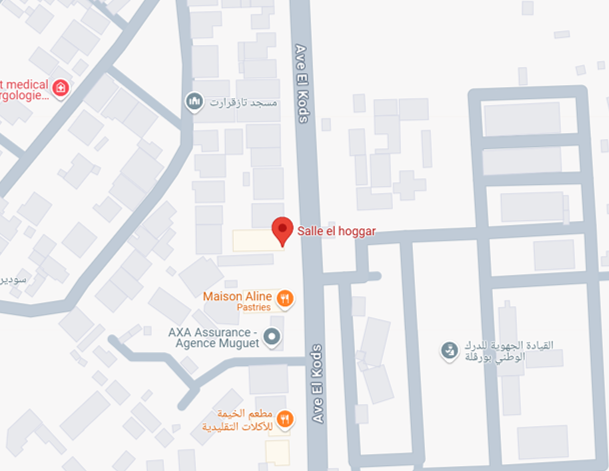 Ave El Kods
t medical
rgologie...
مسجد تازقرارت
Salle el hoggar
سودير
Maison Aline
Pastries
AXA Assurance -
Agence Muguet
القيادة الجهوية للدرك
الوطني بورقلة
Ave El Kods
مطعم الخيمة
للأكلات التقليدية